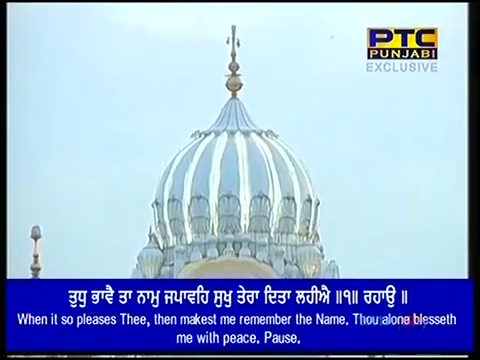 PTC
PUNJABI
EXCLUSIVE
ਤੁਧੁ ਭਾਵੈ ਤਾ ਨਾਮੁ ਜਪਾਵਹਿ ਸੁਖੁ ਤੇਰਾ ਦਿਤਾ ਲਹੀਐ ॥੧॥ ਰਹਾਉ ॥
When it so pleases Thee, then makest me remember the Name. Thou alone blesseth
me with peace. Pause.